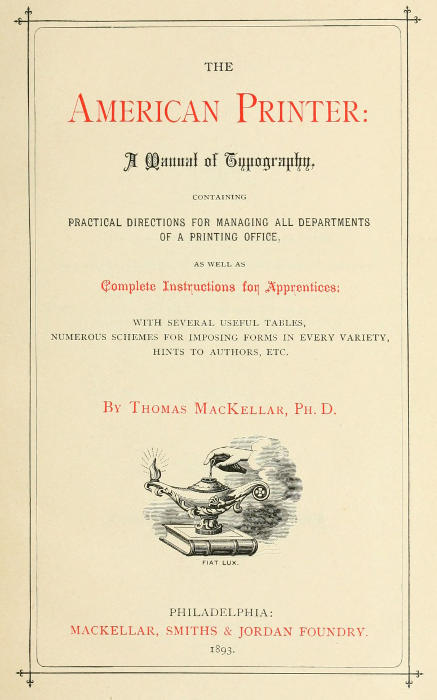 THE
AMERICAN PRINTER:
A Manual of Typography,
CONTAINING
PRACTICAL DIRECTIONS FOR MANAGING ALL DEPARTMENTS
OF A PRINTING OFFICE,
AS WELL AS
Complete Instructions for Apprentices:
WITH SEVERAL USEFUL TABLES,
NUMEROUS SCHEMES FOR IMPOSING FORMS IN EVERY VARIETY,
HINTS TO AUTHORS, ETC.
BY THOMAS MACKELLAR, PH. D.
FIAT LUX.
PHILADELPHIA:
MACKELLAR, SMITHS & JORDAN FOUNDRY.
1893.